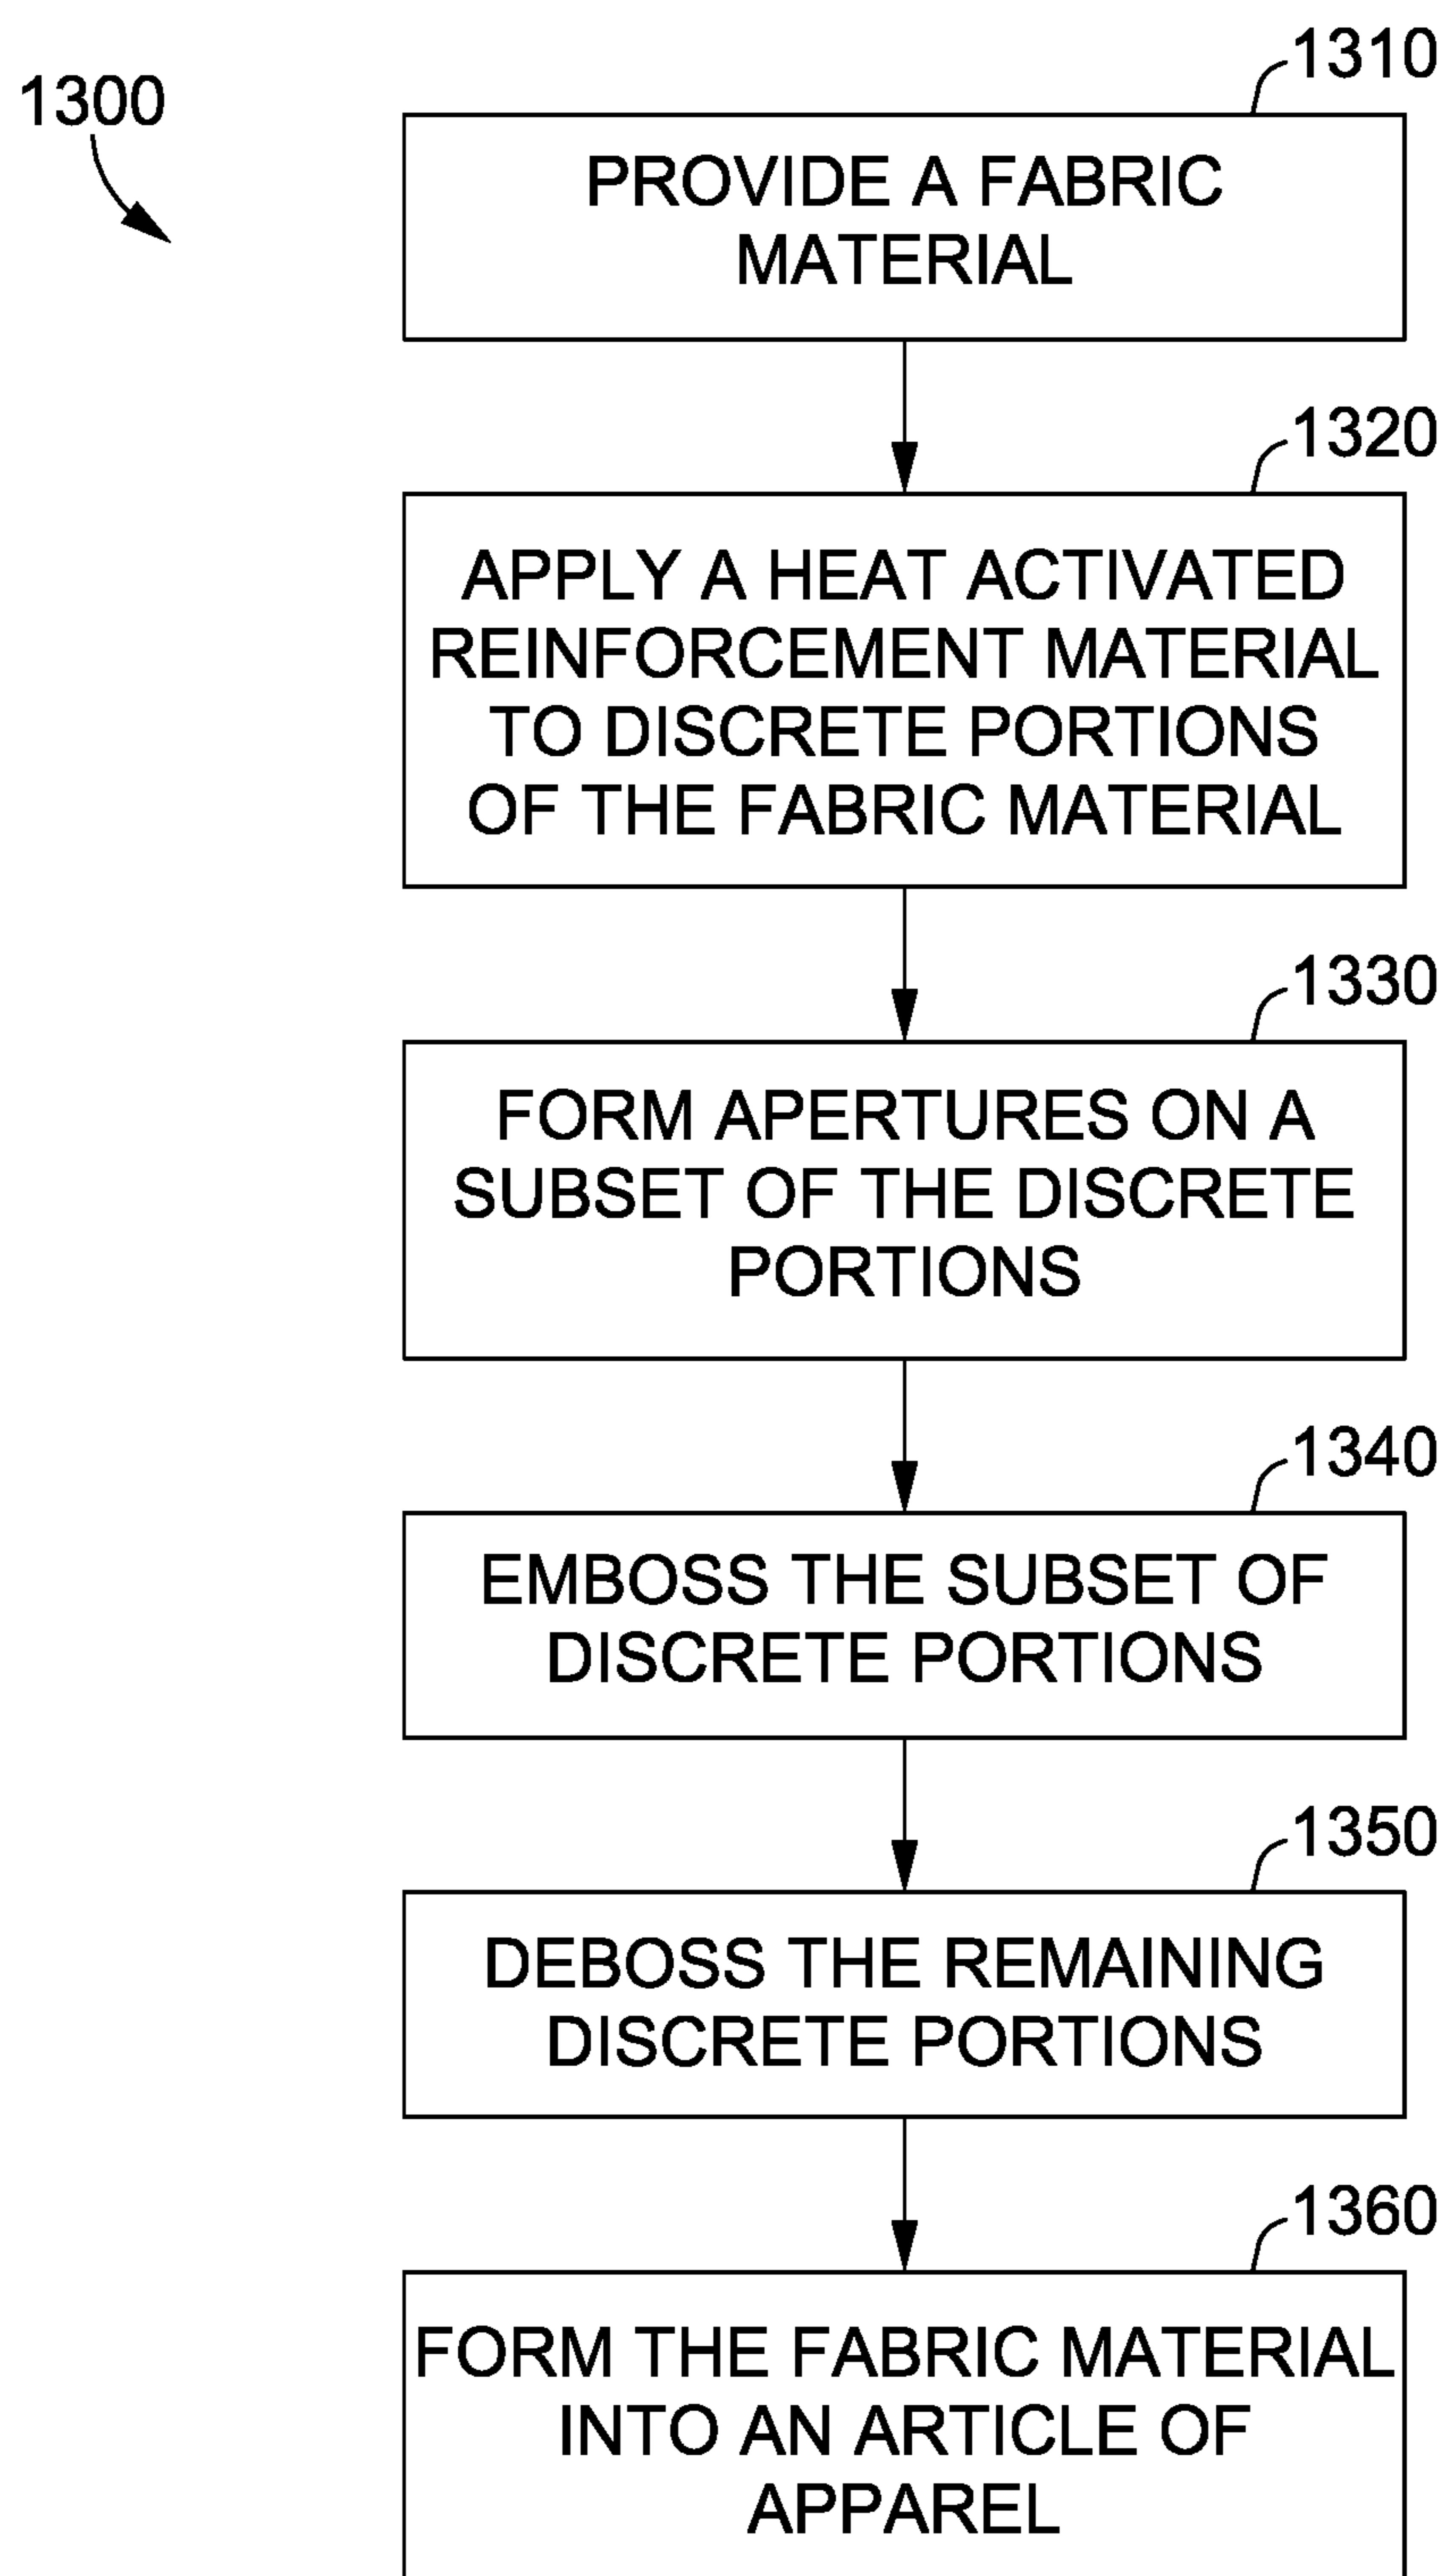 1300
1310
PROVIDE A FABRIC
MATERIAL
1320
APPLY A HEAT ACTIVATED
REINFORCEMENT MATERIAL
TO DISCRETE PORTIONS
OF THE FABRIC MATERIAL
1330
FORM APERTURES ON A
SUBSET OF THE DISCRETE
PORTIONS
1340
EMBOSS THE SUBSET OF
DISCRETE PORTIONS
1350
DEBOSS THE REMAINING
DISCRETE PORTIONS
1360
FORM THE FABRIC MATERIAL
INTO AN ARTICLE OF
APPAREL